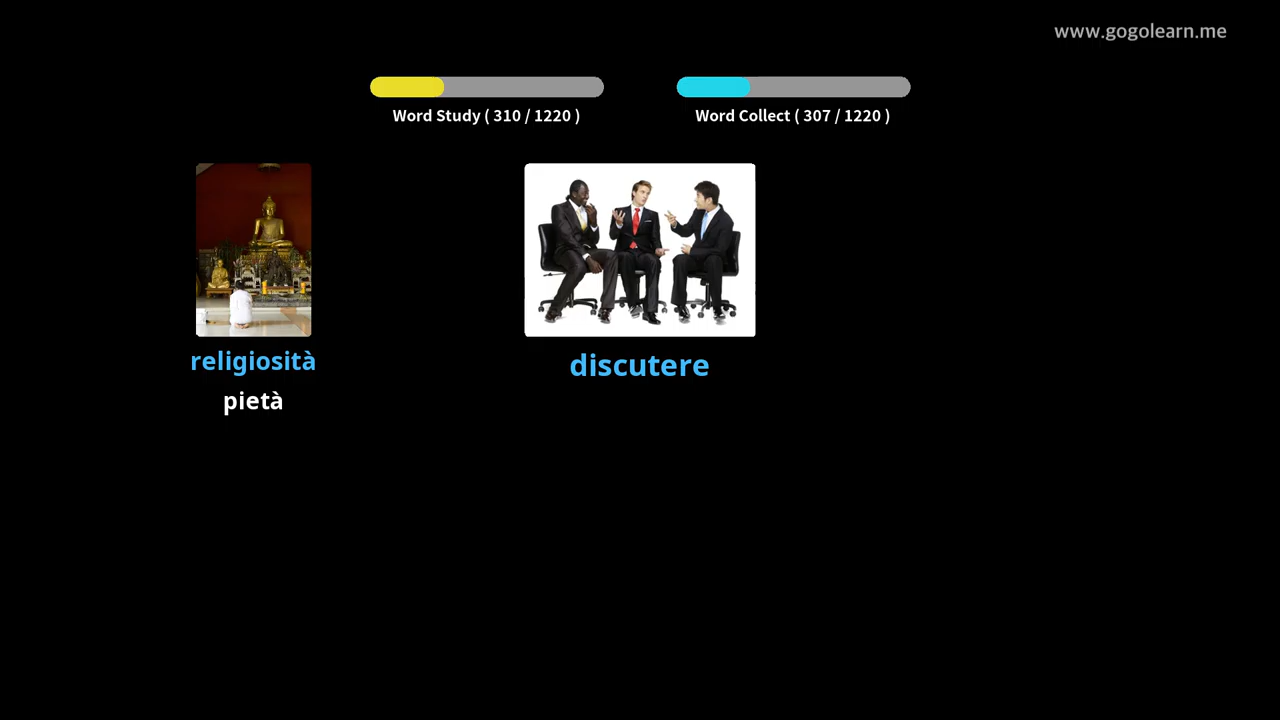 www.gogolearn.me
Word Study ( 310 / 1220 )
Word Collect ( 307 / 1220 )
religiosità
pietà
discutere